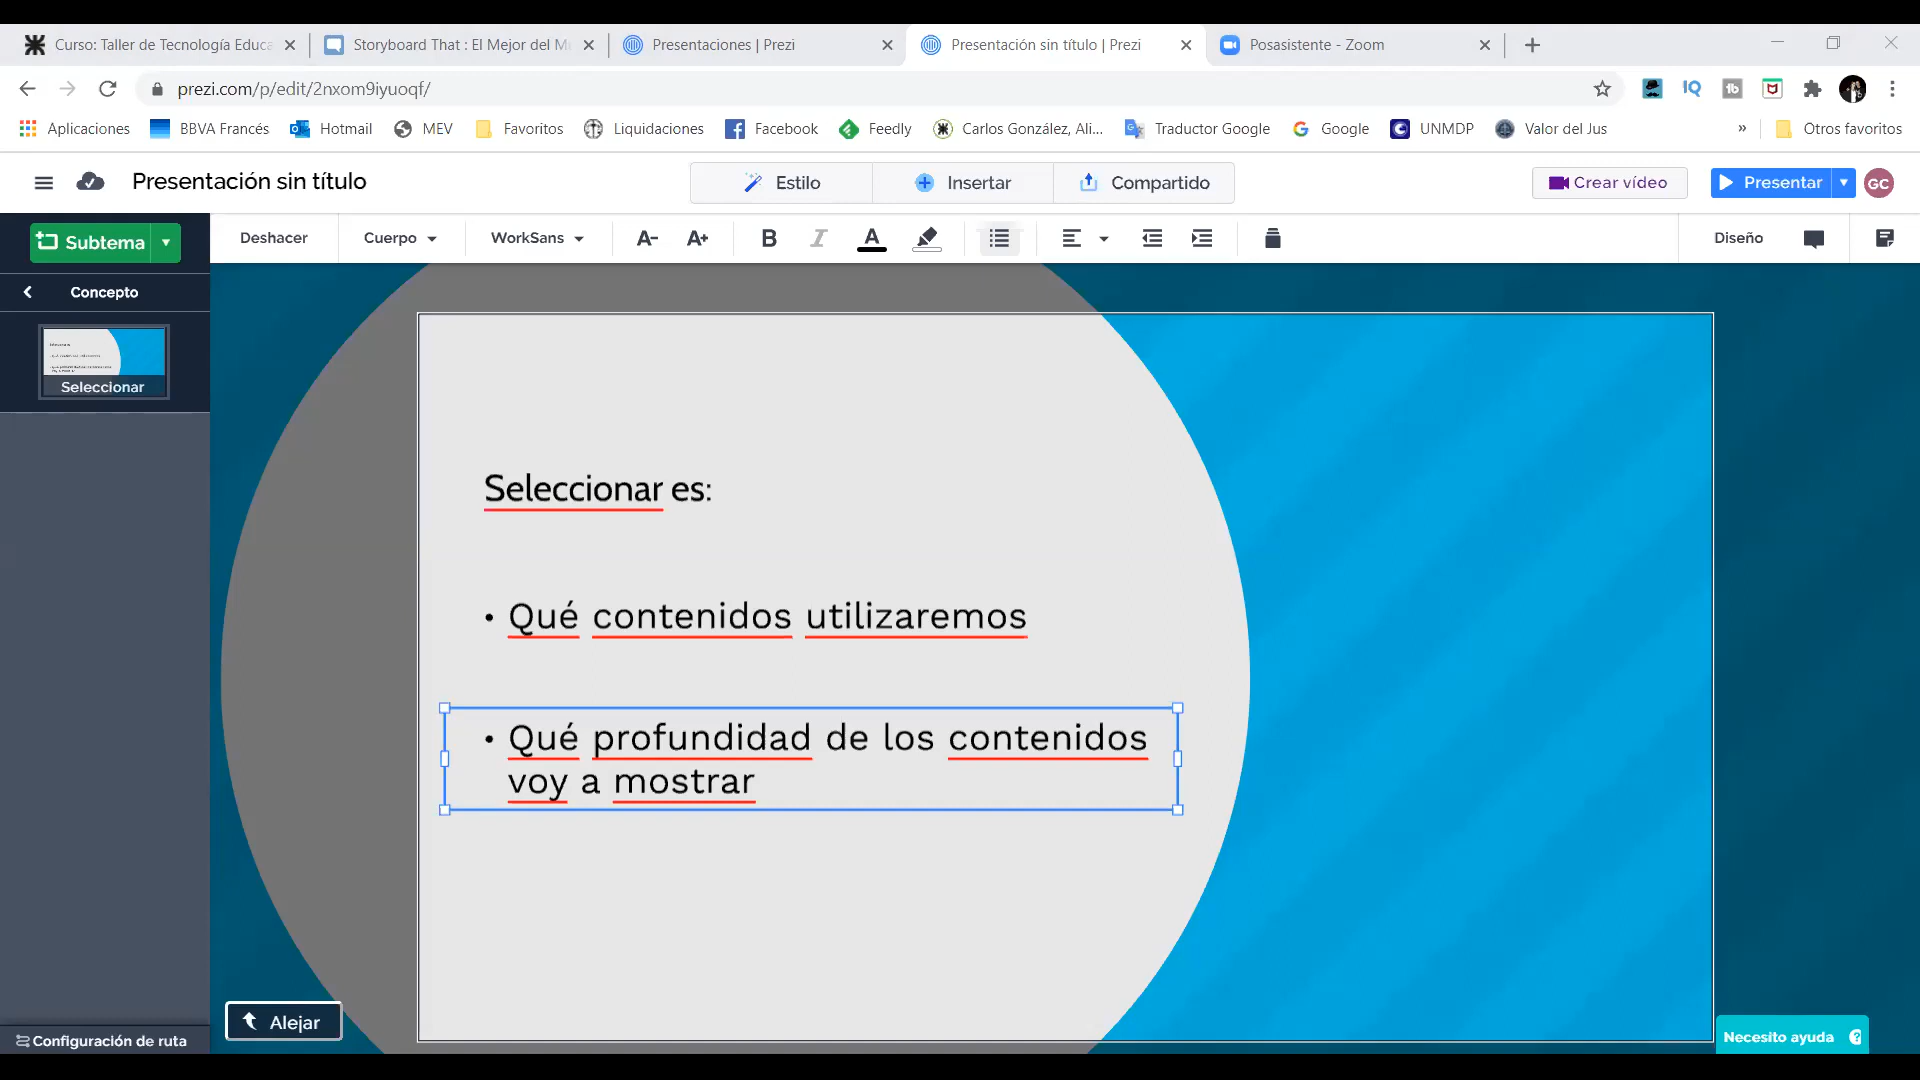 Curso: Taller de Tecnología Educa
Storyboard That : El Mejor del M
Presentaciones | Prezi
Presentación sin título | Prezi
Posasistente - Zoom
prezi.com/p/edit/2nxom9iyuoqf/
IQ
Aplicaciones
BBVA Francés
Hotmail
MEV
Favoritos
Liquidaciones
Facebook
Feedly
Carlos González, Ali...
Traductor Google
Google
UNMDP
Valor del Jus
»
Otros favoritos
Presentación sin título
Estilo
Insertar
Compartido
Crear vídeo
Presentar
GC
Subtema
Deshacer
Cuerpo
WorkSans
A-
A+
B
I
A
Diseño
Concepto
Seleccionar
Seleccionar es:
• Qué contenidos utilizaremos
• Qué profundidad de los contenidos
voy a mostrar
Alejar
Configuración de ruta
Necesito ayuda